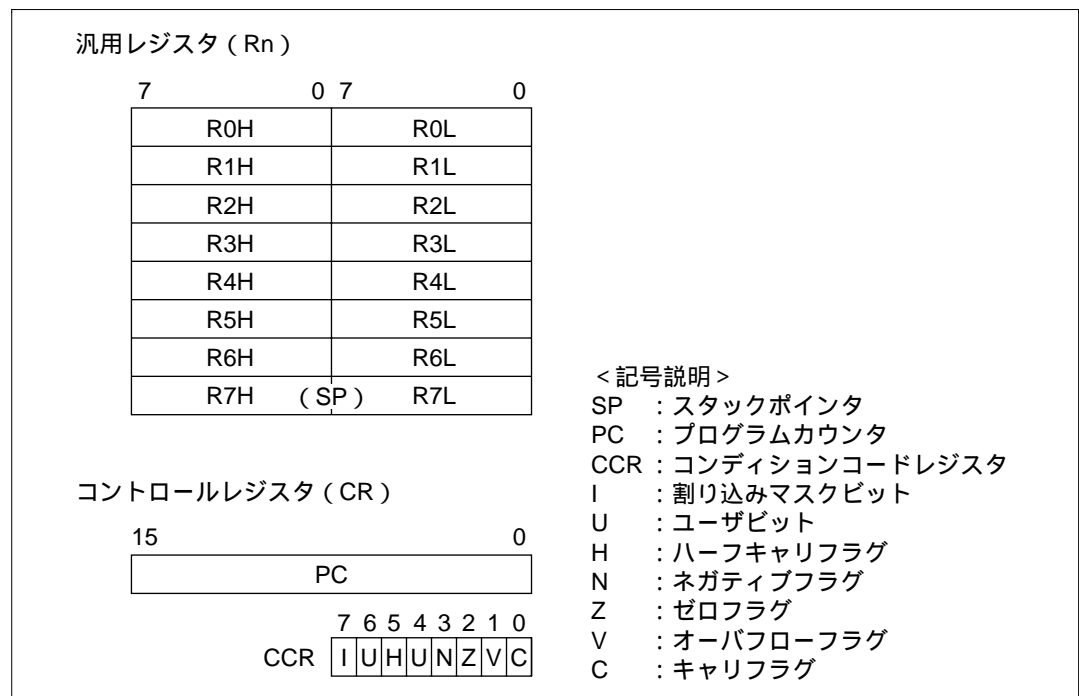 汎用レジスタ（Rn）
7 0 7 0
R0H R0L
R1H R1L
R2H R2L
R3H R3L
R4H R4L
R5H R5L
R6H R6L
R7H （SP） R7L
コントロールレジスタ（CR）
15 0
PC
7 6 5 4 3 2 1 0
CCR I U H U N Z V C
＜記号説明＞
SP ：スタックポインタ
PC ：プログラムカウンタ
CCR：コンディションコードレジスタ
I ：割り込みマスクビット
U ：ユーザビット
H ：ハーフキャリフラグ
N ：ネガティブフラグ
Z ：ゼロフラグ
V ：オーバフローフラグ
C ：キャリフラグ